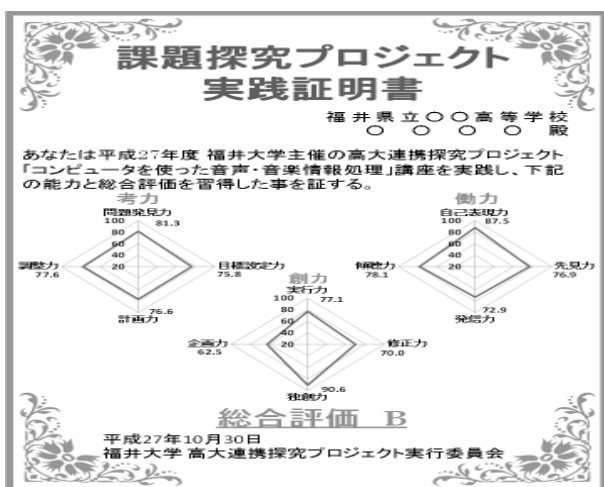 課題探究プロジェクト
実践証明書
福井県立〇〇高等学校
〇 〇 〇 〇 殿
あなたは平成27年度 福井大学主催の高大連携探究プロジェクト
「コンピュータを使った音声・音楽情報処理」講座を実践し、下記
の能力と総合評価を習得した事を証する。
考力
問題発見力
81.3
100
80
60
40
20
調整力
77.6
目標設定力
75.8
76.6
計画力
働力
自己表現力
87.5
100
80
60
40
20
傾聴力
78.1
先見力
76.9
72.9
発信力
創力
実行力
77.1
100
80
60
40
20
企画力
62.5
修正力
70.0
90.6
独創力
総合評価 B
平成27年10月30日
福井大学 高大連携探究プロジェクト実行委員会